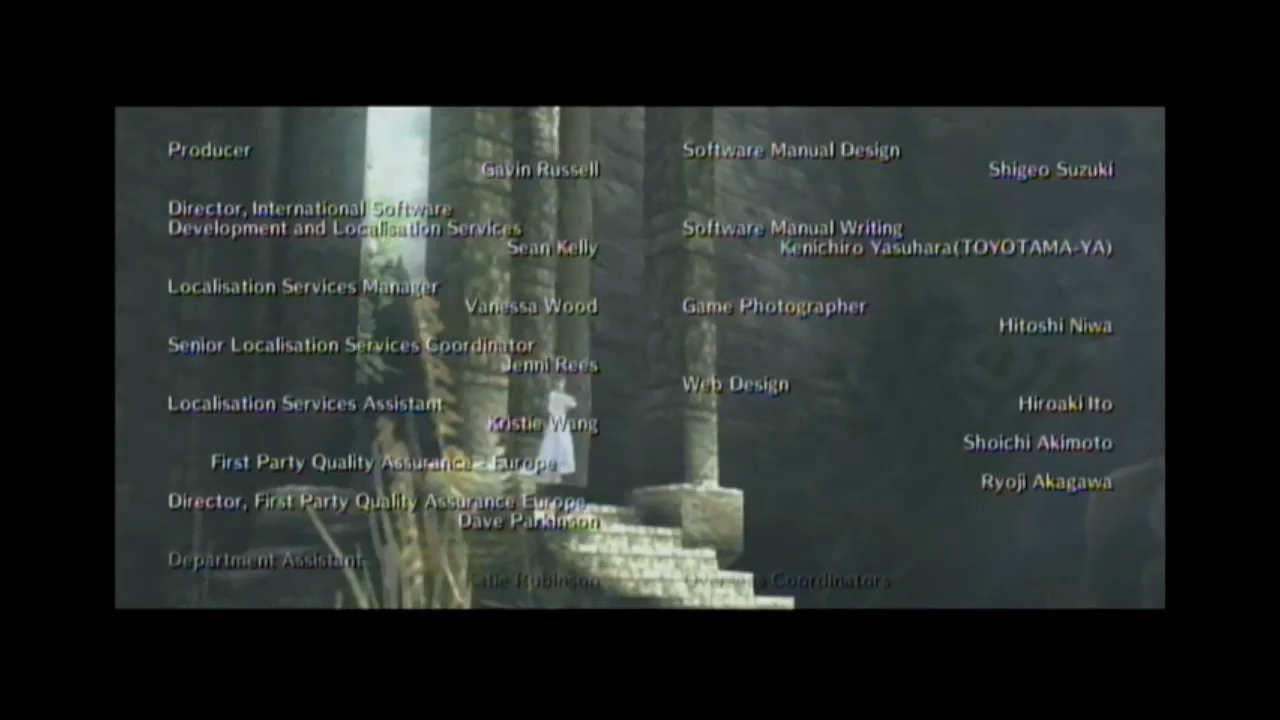 Producer
Gavin Russell
Director, International Software
Development and Localisation Services
Sean Kelly
Localisation Services Manager
Vanessa Wood
Senior Localisation Services Coordinator
Jenni Rees
Localisation Services Assistant
Kristie Wang
First Party Quality Assurance - Europe
Director, First Party Quality Assurance Europe
Dave Parkinson
Department Assistant
Katie Robinson
Software Manual Design
Shigeo Suzuki
Software Manual Writing
Kenichiro Yasuhara(TOYOTAMA-YA)
Game Photographer
Hitoshi Niwa
Web Design
Hiroaki Ito
Shoichi Akimoto
Ryoji Akagawa
Overseas Coordinators